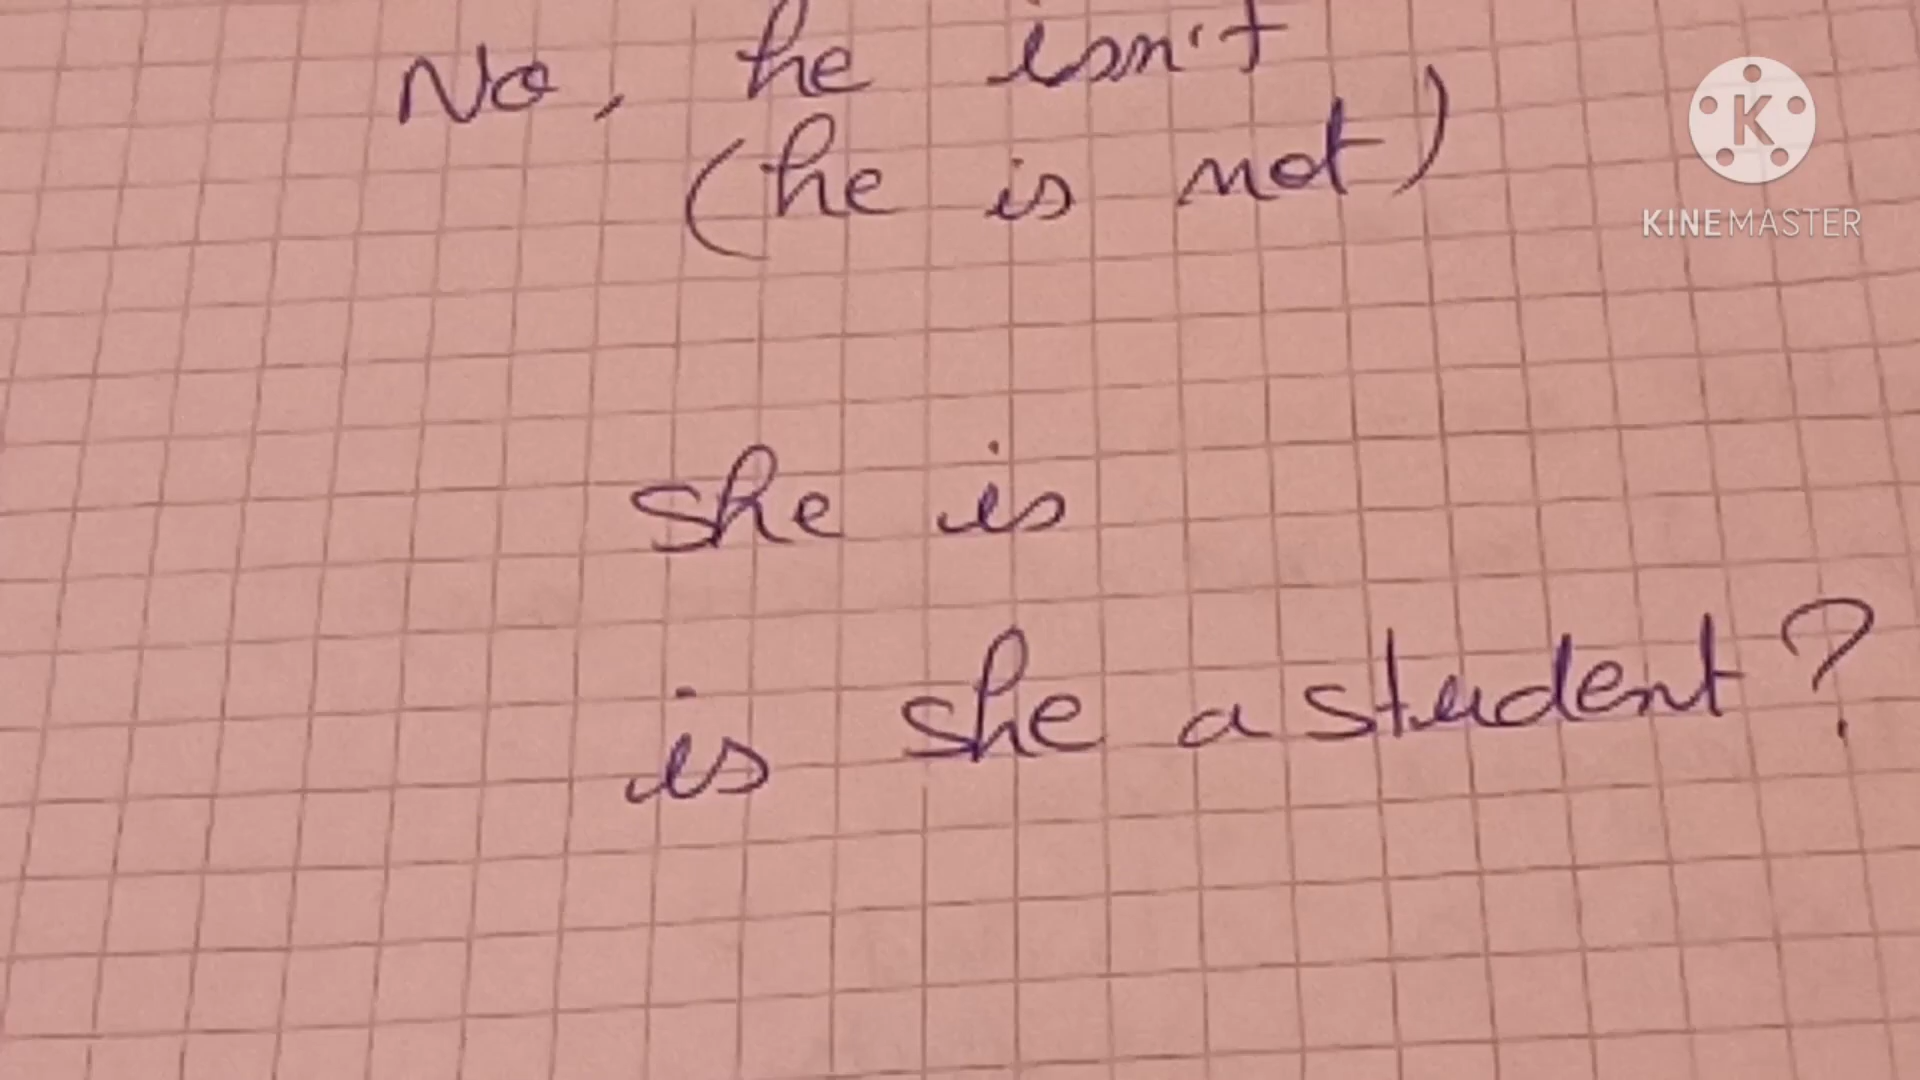 No, he isn't
(he is not)
K
KINEMASTER
she is
is she a student?